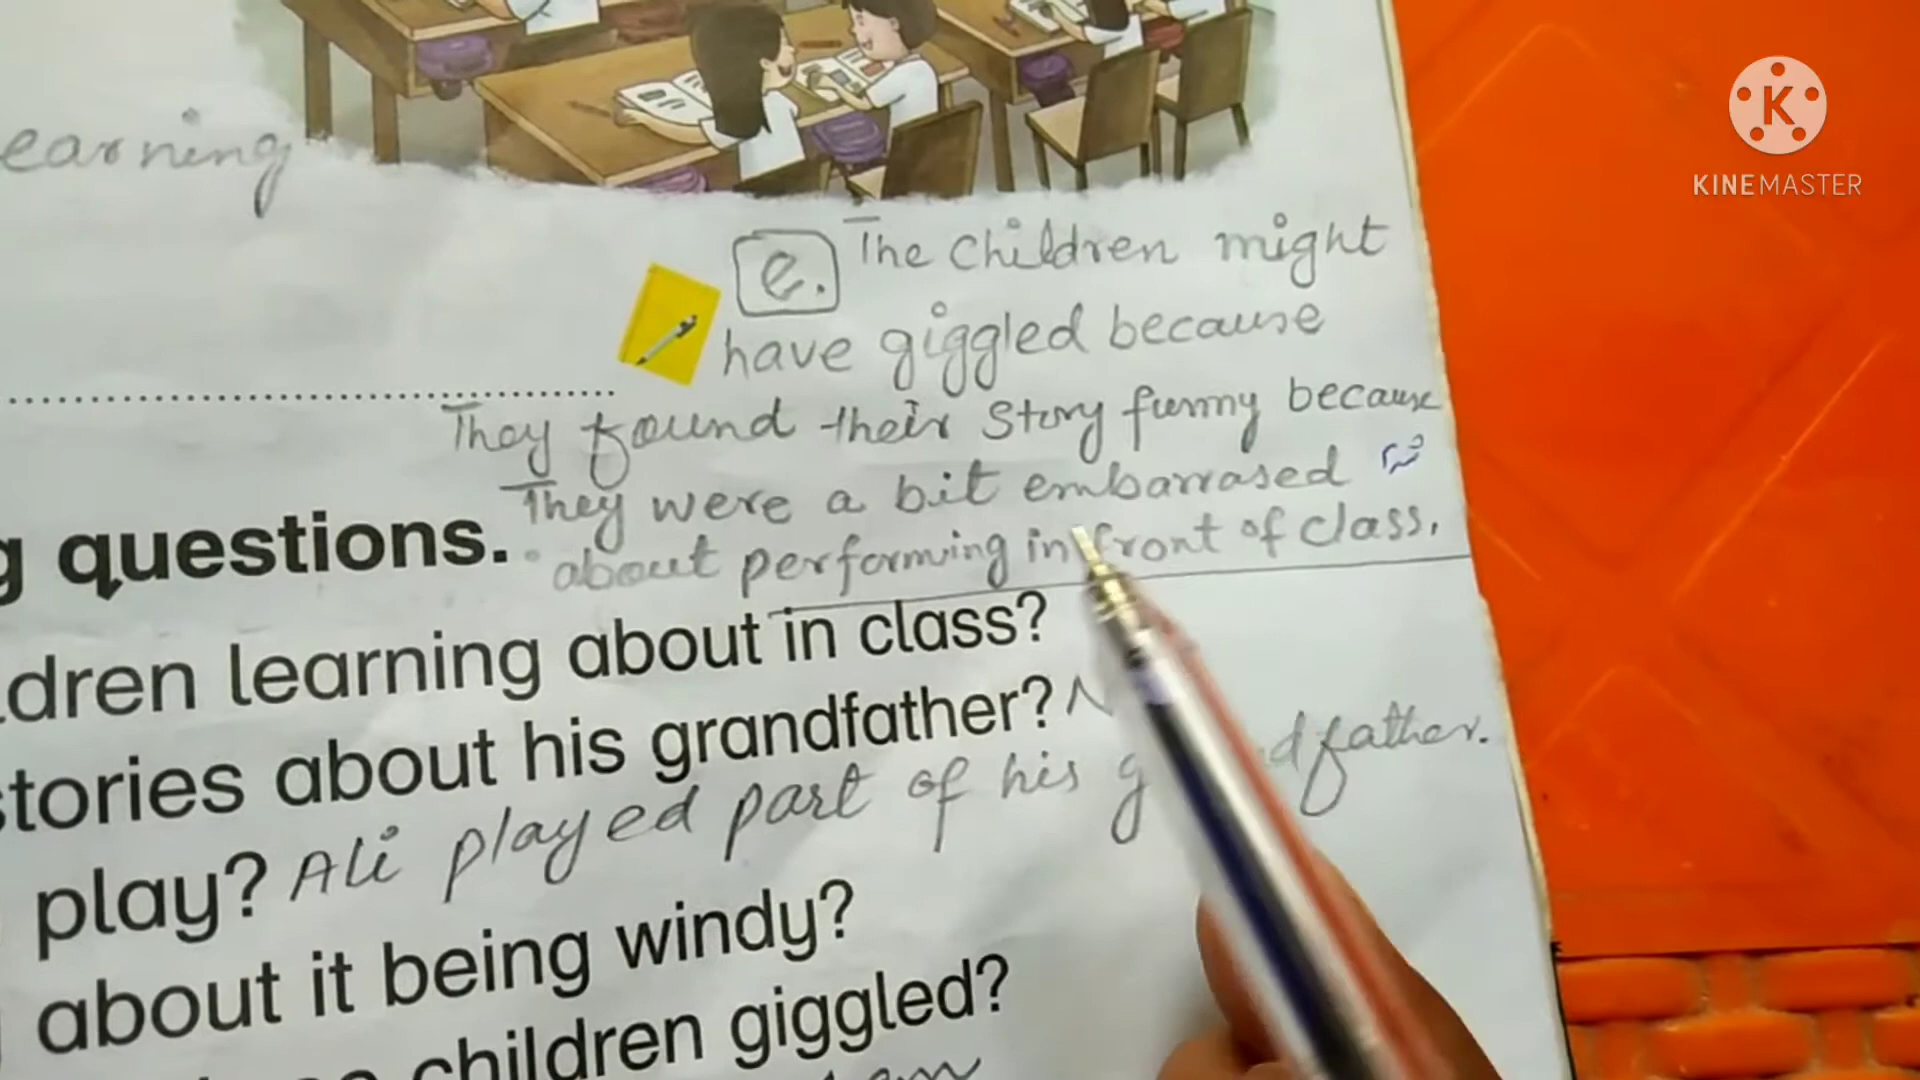 K
KINEMASTER
earning
e. The children might
have giggled because
They found their story funny because
They were a bit embarrased
about performing in front of class.
g questions.
ldren learning about in class?
stories about his grandfather?
Ali played part of his grandfather.
play?
about it being windy?
children giggled?